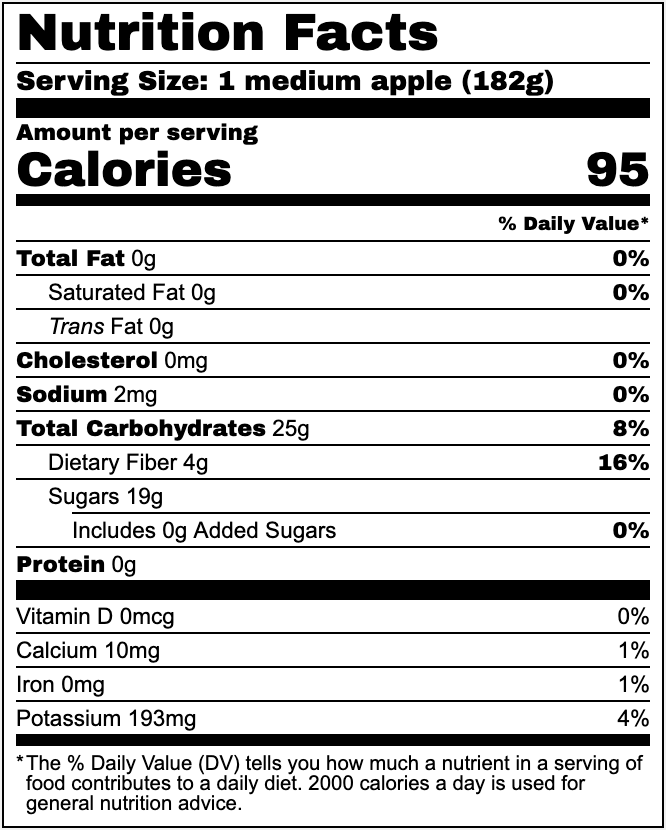 Nutrition Facts
Serving Size: 1 medium apple (182g)
Amount per serving
Calories 95
% Daily Value*
Total Fat 0g 0%
Saturated Fat 0g 0%
Trans Fat 0g
Cholesterol 0mg 0%
Sodium 2mg 0%
Total Carbohydrates 25g 8%
Dietary Fiber 4g 16%
Sugars 19g
Includes 0g Added Sugars 0%
Protein 0g
Vitamin D 0mcg 0%
Calcium 10mg 1%
Iron 0mg 1%
Potassium 193mg 4%
*The % Daily Value (DV) tells you how much a nutrient in a serving of
food contributes to a daily diet. 2000 calories a day is used for
general nutrition advice.